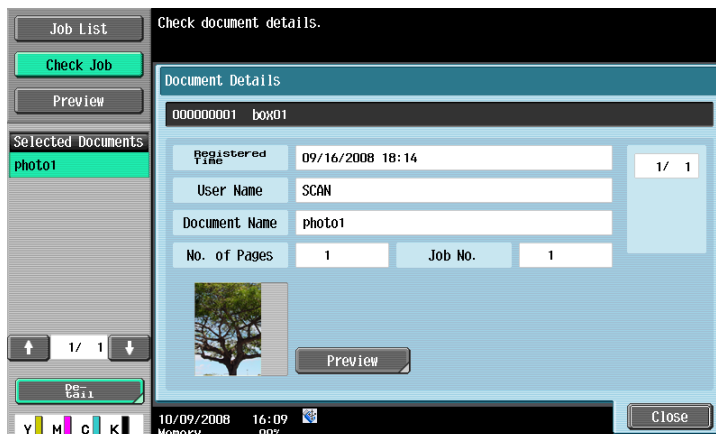 Job List
Check Job
Preview
Selected Documents
photo1
1/ 1
De-
tail
Y M C K
Check document details.
Document Details
000000001 box01
Registered
Time
09/16/2008 18:14
1/ 1
User Name
SCAN
Document Name
photo1
No. of Pages
1
Job No.
1
Preview
10/09/2008 16:09
Memory 99%
Close